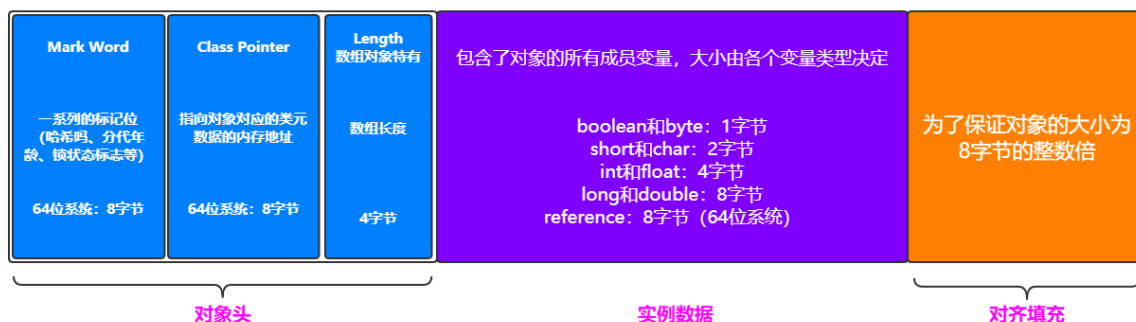 Mark Word
一系列的标记位
（哈希吗、分代年
龄、锁状态标志等）
64位系统：8字节
Class Pointer
指向对象对应的类元
数据的内存地址
64位系统：8字节
Length
数组对象特有
数组长度
4字节
包含了对象的所有成员变量，大小由各个变量类型决定
boolean和byte：1字节
short和char：2字节
int和float：4字节
long和double：8字节
reference：8字节（64位系统）
为了保证对象的大小为
8字节的整数倍
对象头
实例数据
对齐填充